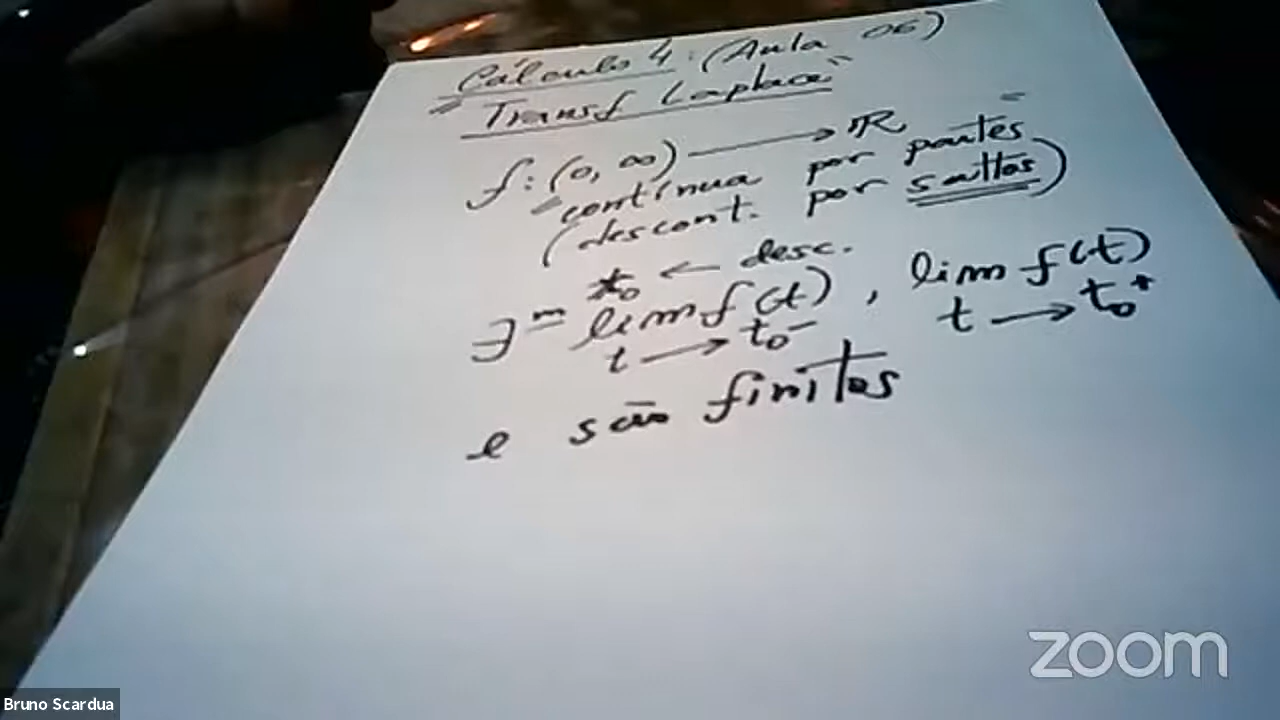 Cálculo 4: (Aula 06)
"Transf Laplace"
f: (0, ∞) ⟶ ℝ
"contínua por partes"
(descont. por saltos)
t₀ ← desc.
∃ᵐ lim f(t), lim f(t)
t → t₀⁻ t → t₀⁺
e são finitos
zoom
Bruno Scardua